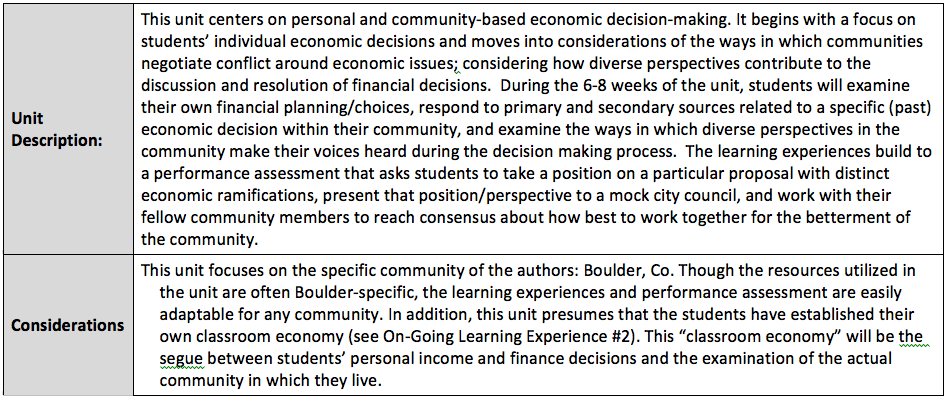 This unit centers on personal and community-based economic decision-making. It begins with a focus on
students’ individual economic decisions and moves into considerations of the ways in which communities
negotiate conflict around economic issues; considering how diverse perspectives contribute to the
discussion and resolution of financial decisions.  During the 6-8 weeks of the unit, students will examine
their own financial planning/choices, respond to primary and secondary sources related to a specific (past)
Unit
Description:
economic decision within their community, and examine the ways in which diverse perspectives in the
community make their voices heard during the decision making process.  The learning experiences build to
a performance assessment that asks students to take a position on a particular proposal with distinct
economic ramifications, present that position/perspective to a mock city council, and work with their
fellow community members to reach consensus about how best to work together for the betterment of
the community.
Considerations
This unit focuses on the specific community of the authors: Boulder, Co. Though the resources utilized in
the unit are often Boulder-specific, the learning experiences and performance assessment are easily
adaptable for any community. In addition, this unit presumes that the students have established their
own classroom economy (see On-Going Learning Experience #2). This “classroom economy” will be the
segue between students’ personal income and finance decisions and the examination of the actual
community in which they live.